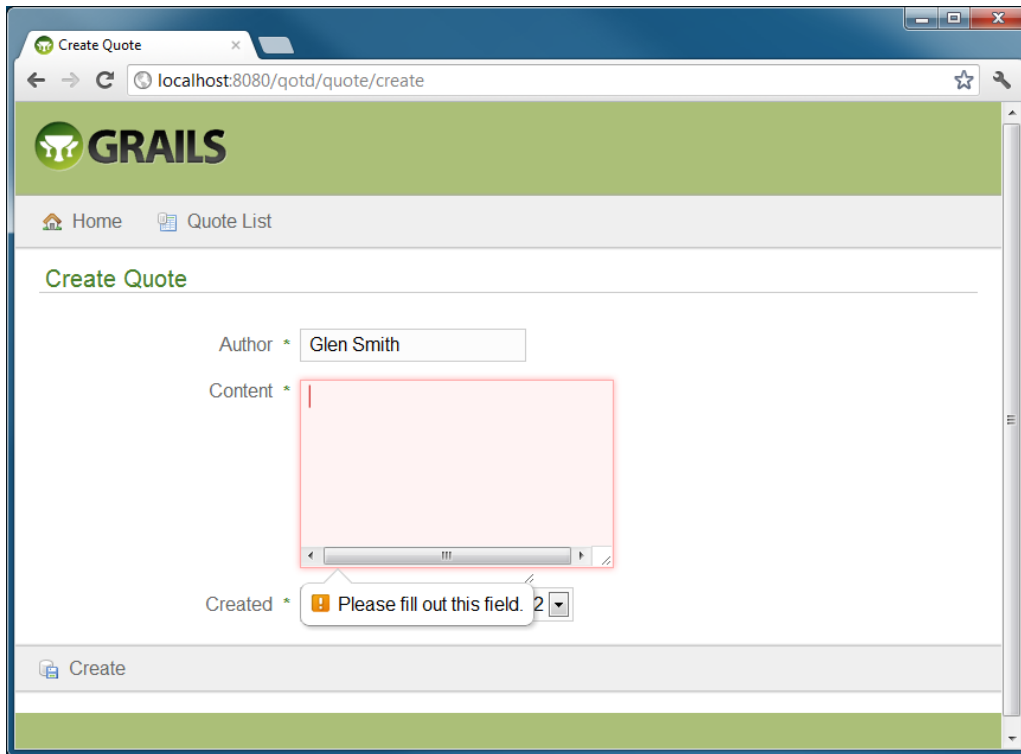 Create Quote
localhost:8080/qotd/quote/create
GRAILS
Home Quote List
Create Quote
Author * Glen Smith
Content *
Created * Please fill out this field. 2
Create